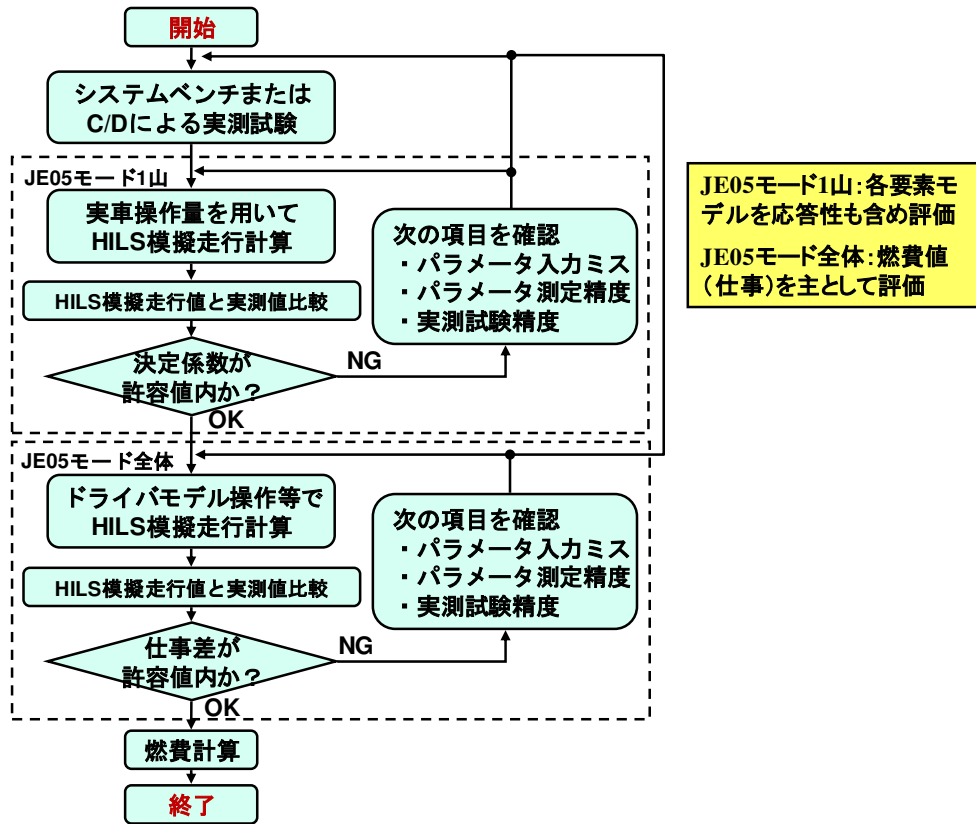 開始
システムベンチまたは
C/Dによる実測試験
JE05モード1山
実車操作量を用いて
HILS模擬走行計算
HILS模擬走行値と実測値比較
決定係数が
許容値内か？
NG
OK
次の項目を確認
・パラメータ入力ミス
・パラメータ測定精度
・実測試験精度
JE05モード1山：各要素モ
デルを応答性も含め評価
JE05モード全体：燃費値
（仕事）を主として評価
JE05モード全体
ドライバモデル操作等で
HILS模擬走行計算
HILS模擬走行値と実測値比較
仕事差が
許容値内か？
NG
OK
次の項目を確認
・パラメータ入力ミス
・パラメータ測定精度
・実測試験精度
燃費計算
終了